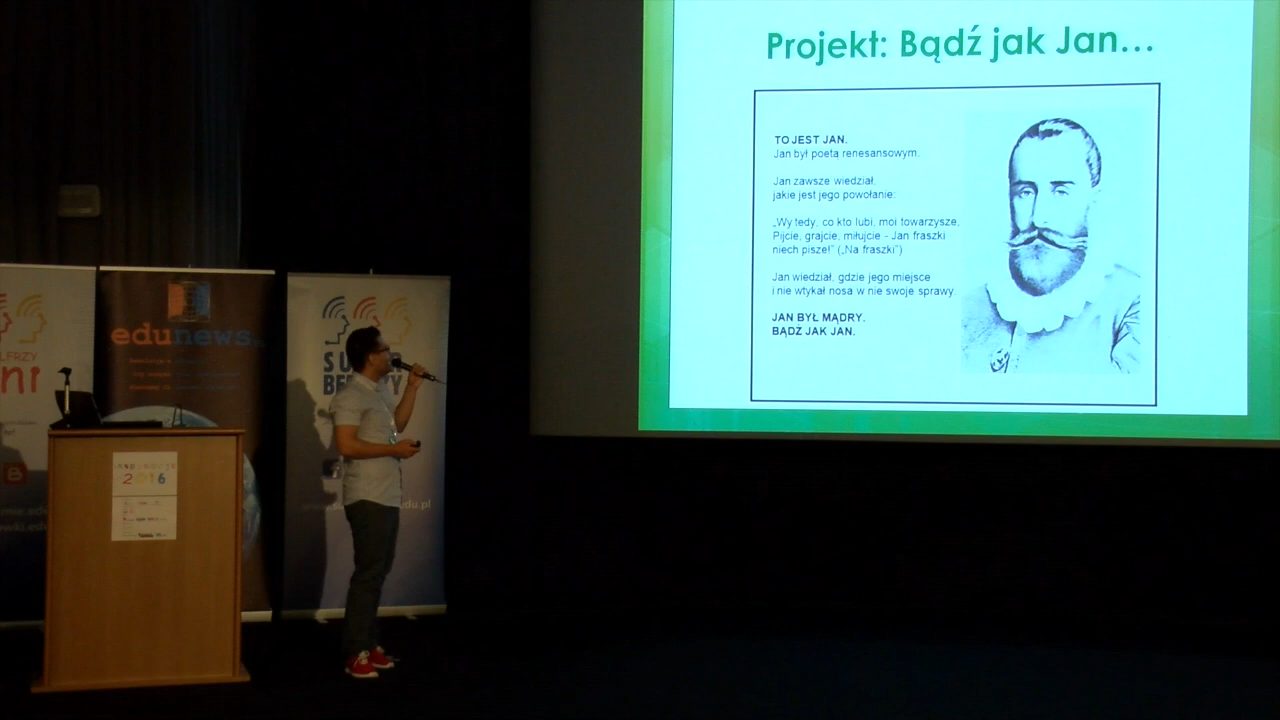 Projekt: Bądź jak Jan...
TO JEST JAN.
Jan był poetą renesansowym.
Jan zawsze wiedział,
jakie jest jego powołanie:
„Wy tedy, co kto lubi, moi towarzysze,
Pijcie, grajcie, miłujcie - Jan fraszki
niech pisze!” („Na fraszki”)
Jan wiedział, gdzie jego miejsce
i nie wtykał nosa w nie swoje sprawy.
JAN BYŁ MĄDRY.
BĄDŹ JAK JAN.
edunews
2016